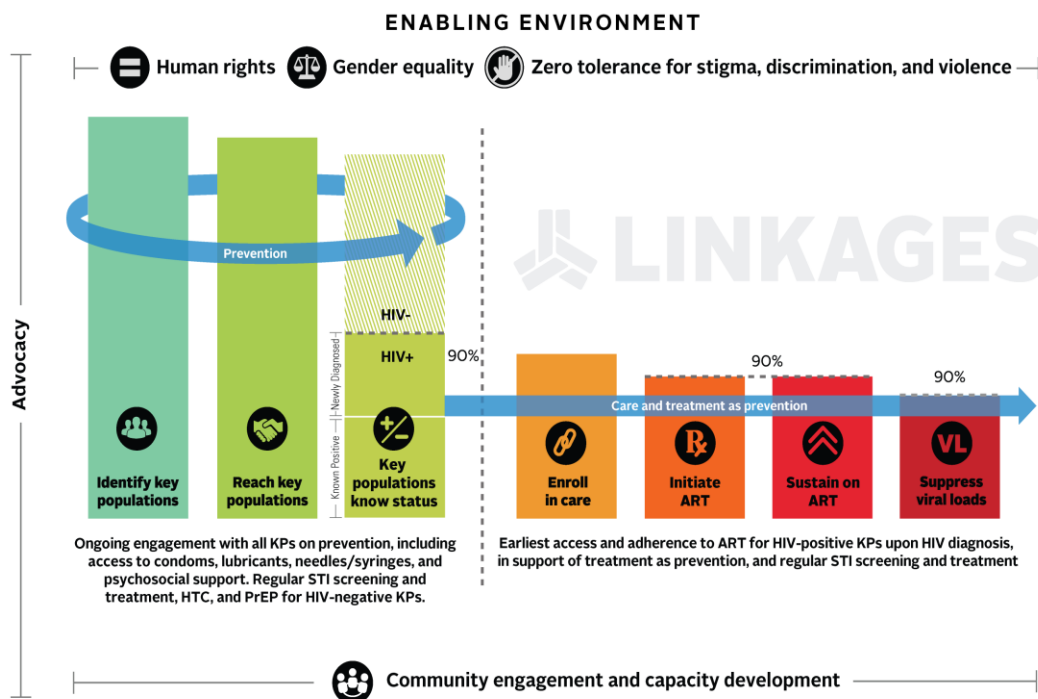 ENABLING ENVIRONMENT
Human rights
Gender equality
Zero tolerance for stigma, discrimination, and violence
Advocacy
LINKAGES
Prevention
HIV-
HIV+
90%
Newly Diagnosed
Known Positive
Identify key
populations
Reach key
populations
Key
populations
know status
90%
90%
Care and treatment as prevention
Enroll
in care
Rx
Initiate
ART
Sustain on
ART
VL
Suppress
viral loads
Ongoing engagement with all KPs on prevention, including
access to condoms, lubricants, needles/syringes, and
psychosocial support. Regular STI screening and
treatment, HTC, and PrEP for HIV-negative KPs.
Earliest access and adherence to ART for HIV-positive KPs upon HIV diagnosis,
in support of treatment as prevention, and regular STI screening and treatment
Community engagement and capacity development